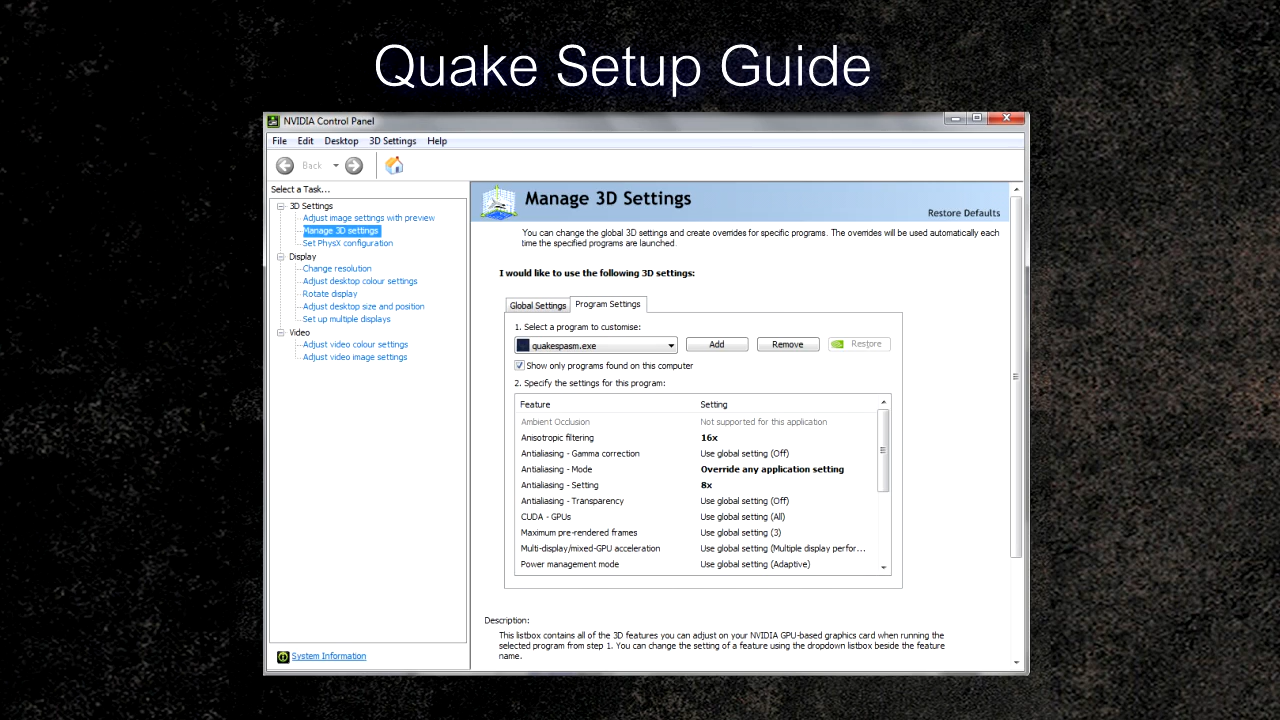 Quake Setup Guide
NVIDIA Control Panel
File Edit Desktop 3D Settings Help
Back
Select a Task...
3D Settings
Adjust image settings with preview
Manage 3D settings
Set PhysX configuration
Display
Change resolution
Adjust desktop colour settings
Rotate display
Adjust desktop size and position
Set up multiple displays
Video
Adjust video colour settings
Adjust video image settings
System Information
Manage 3D Settings
Restore Defaults
You can change the global 3D settings and create overrides for specific programs. The overrides will be used automatically each
time the specified programs are launched.
I would like to use the following 3D settings:
Global Settings Program Settings
1. Select a program to customise:
quakespasm.exe Add Remove Restore
Show only programs found on this computer
2. Specify the settings for this program:
Feature Setting
Ambient Occlusion Not supported for this application
Anisotropic filtering 16x
Antialiasing - Gamma correction Use global setting (Off)
Antialiasing - Mode Override any application setting
Antialiasing - Setting 8x
Antialiasing - Transparency Use global setting (Off)
CUDA - GPUs Use global setting (All)
Maximum pre-rendered frames Use global setting (3)
Multi-display/mixed-GPU acceleration Use global setting (Multiple display perfor...
Power management mode Use global setting (Adaptive)
Description:
This listbox contains all of the 3D features you can adjust on your NVIDIA GPU-based graphics card when running the
selected program from step 1. You can change the setting of a feature using the dropdown listbox beside the feature
name.